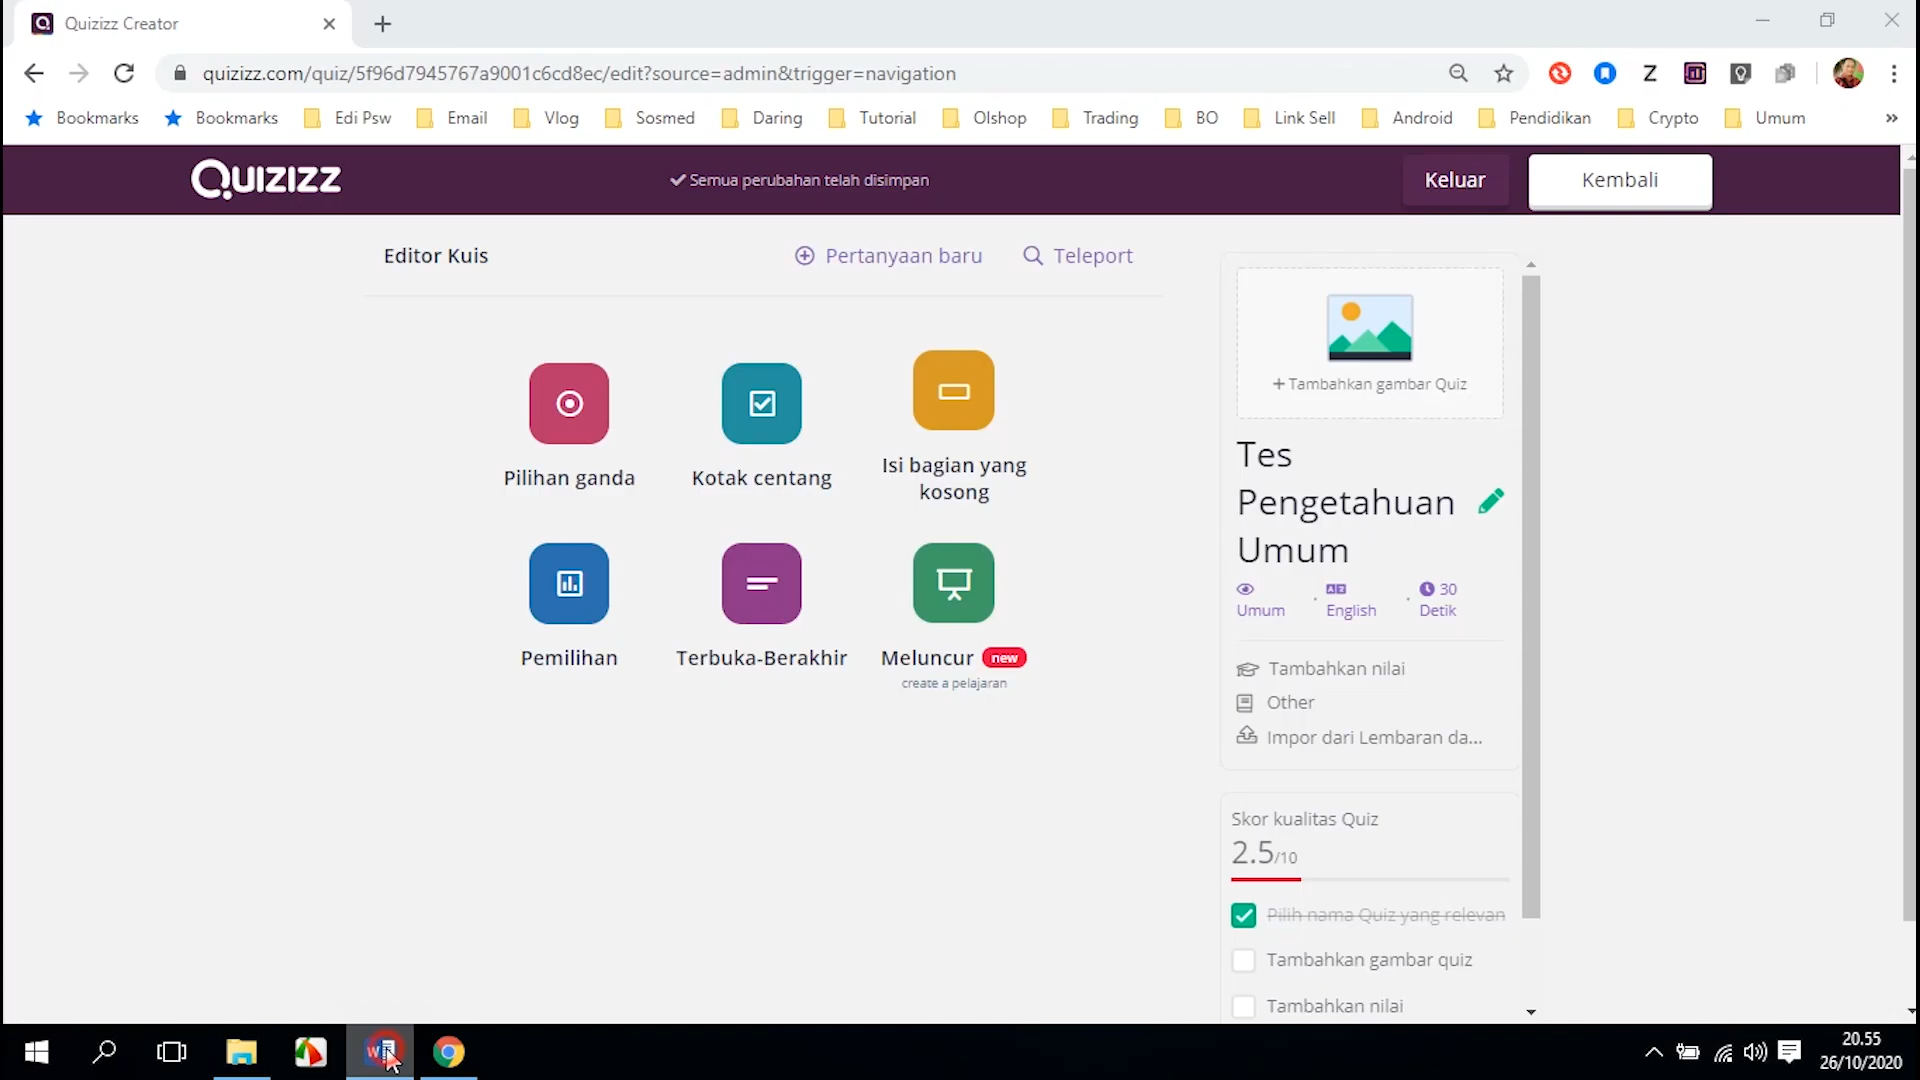 Quizizz Creator
quizizz.com/quiz/5f96d7945767a9001c6cd8ec/edit?source=admin&trigger=navigation
Bookmarks Bookmarks Edi Psw Email Vlog Sosmed Daring Tutorial Olshop Trading BO Link Sell Android Pendidikan Crypto Umum »
QUIZIZZ
Semua perubahan telah disimpan
Keluar
Kembali
Editor Kuis
Pertanyaan baru
Teleport
Pilihan ganda
Kotak centang
Isi bagian yang
kosong
Pemilihan
Terbuka-Berakhir
Meluncur new
create a pelajaran
+ Tambahkan gambar Quiz
Tes
Pengetahuan
Umum
Umum
English
30
Detik
Tambahkan nilai
Other
Impor dari Lembaran da...
Skor kualitas Quiz
2.5/10
Pilih nama Quiz yang relevan
Tambahkan gambar quiz
Tambahkan nilai
20.55
26/10/2020